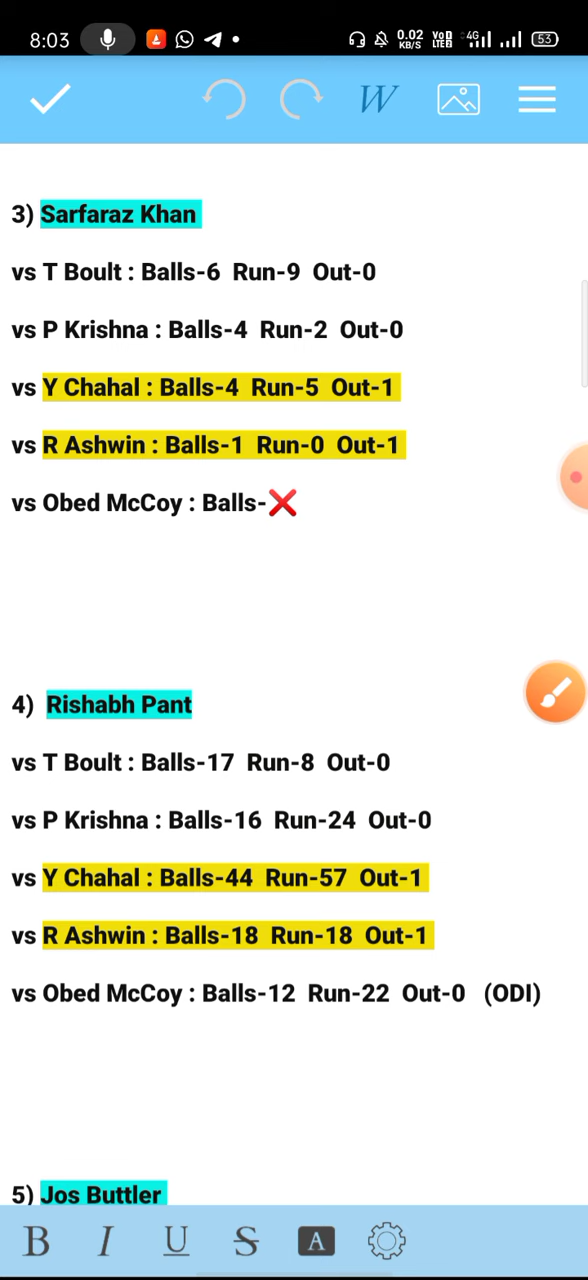 8:03
0.02
KB/S
VoD
LTE 2
4G
53
W
3) Sarfaraz Khan
vs T Boult : Balls-6 Run-9 Out-0
vs P Krishna : Balls-4 Run-2 Out-0
vs Y Chahal : Balls-4 Run-5 Out-1
vs R Ashwin : Balls-1 Run-0 Out-1
vs Obed McCoy : Balls-❌
4) Rishabh Pant
vs T Boult : Balls-17 Run-8 Out-0
vs P Krishna : Balls-16 Run-24 Out-0
vs Y Chahal : Balls-44 Run-57 Out-1
vs R Ashwin : Balls-18 Run-18 Out-1
vs Obed McCoy : Balls-12 Run-22 Out-0 (ODI)
5) Jos Buttler
B I U S A